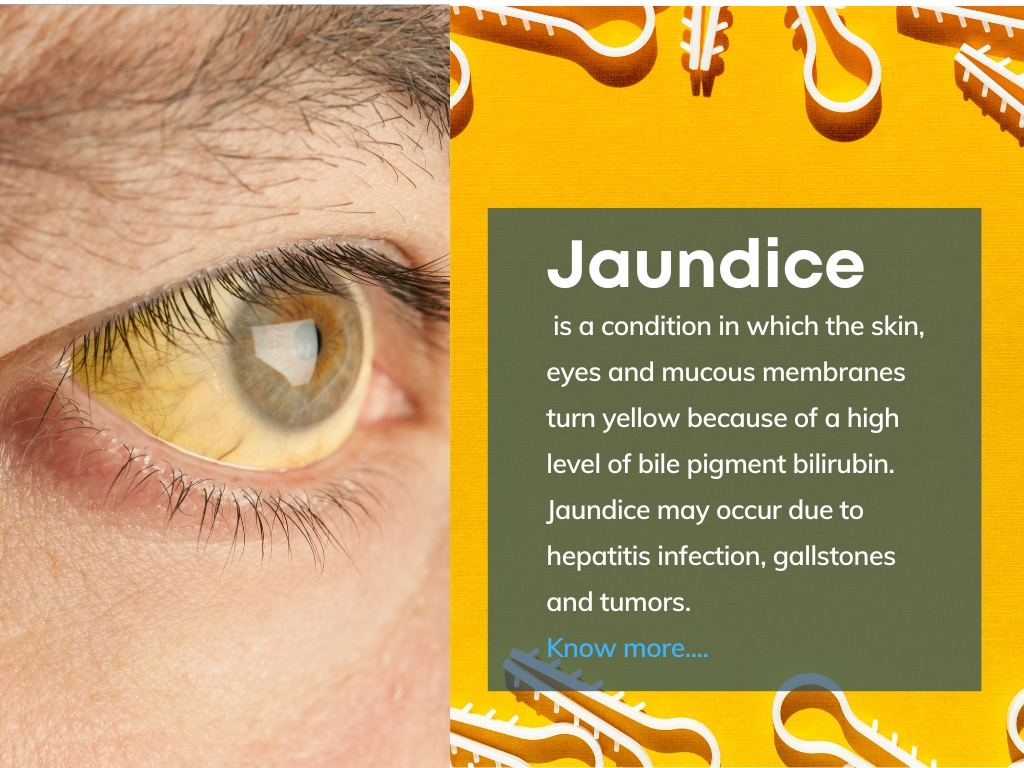 Jaundice
is a condition in which the skin,
eyes and mucous membranes
turn yellow because of a high
level of bile pigment bilirubin.
Jaundice may occur due to
hepatitis infection, gallstones
and tumors.
Know more....